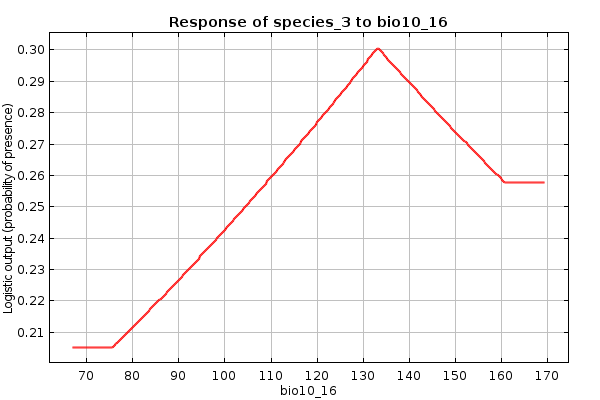 Response of species_3 to bio10_16
Logistic output (probability of presence)
0.30
0.29
0.28
0.27
0.26
0.25
0.24
0.23
0.22
0.21
70 80 90 100 110 120 130 140 150 160 170
bio10_16